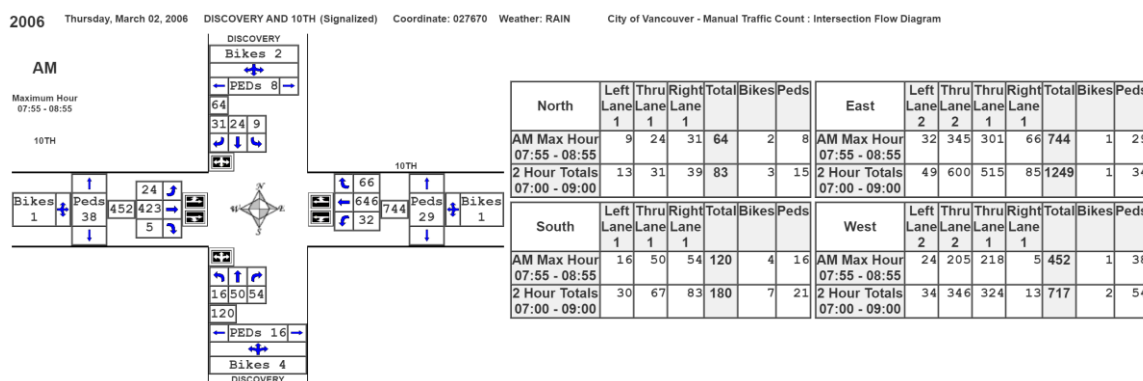 2006 Thursday, March 02, 2006 DISCOVERY AND 10TH (Signalized) Coordinate: 027670 Weather: RAIN City of Vancouver - Manual Traffic Count : Intersection Flow Diagram
AM
Maximum Hour
07:55 - 08:55
10TH
DISCOVERY
Bikes 2
PEDs 8
64
31 24 9
10TH
Bikes
1
Peds
38
452
24
423
5
N
W E
S
66
646
32
744
Peds
29
Bikes
1
16 50 54
120
PEDs 16
Bikes 4
DISCOVERY
North Left Lane 1 Thru Lane 1 Right Lane 1 Total Bikes Peds
AM Max Hour 07:55 - 08:55 9 24 31 64 2 8
2 Hour Totals 07:00 - 09:00 13 31 39 83 3 15
East Left Lane 2 Thru Lane 2 Thru Lane 1 Right Lane 1 Total Bikes Peds
AM Max Hour 07:55 - 08:55 32 345 301 66 744 1 29
2 Hour Totals 07:00 - 09:00 49 600 515 85 1249 1 34
South Left Lane 1 Thru Lane 1 Right Lane 1 Total Bikes Peds
AM Max Hour 07:55 - 08:55 16 50 54 120 4 16
2 Hour Totals 07:00 - 09:00 30 67 83 180 7 21
West Left Lane 2 Thru Lane 2 Thru Lane 1 Right Lane 1 Total Bikes Peds
AM Max Hour 07:55 - 08:55 24 205 218 5 452 1 38
2 Hour Totals 07:00 - 09:00 34 346 324 13 717 2 54